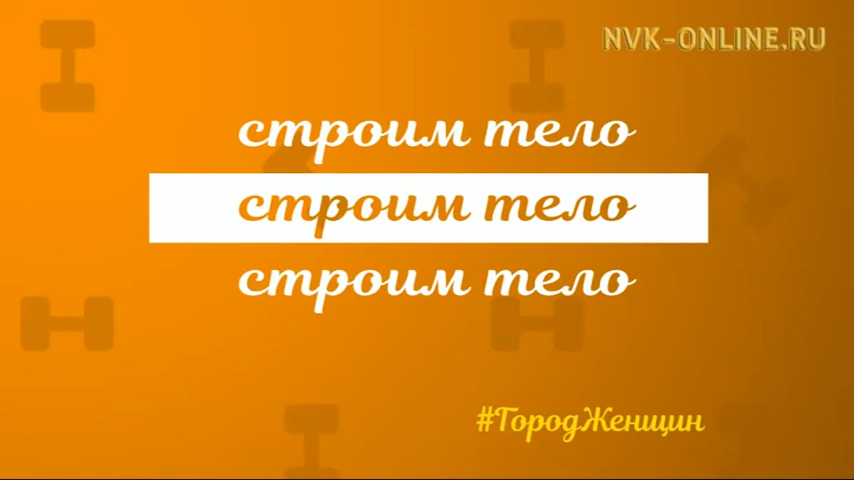 NVK-ONLINE.RU
строим тело
строим тело
строим тело
#ГородЖенщин